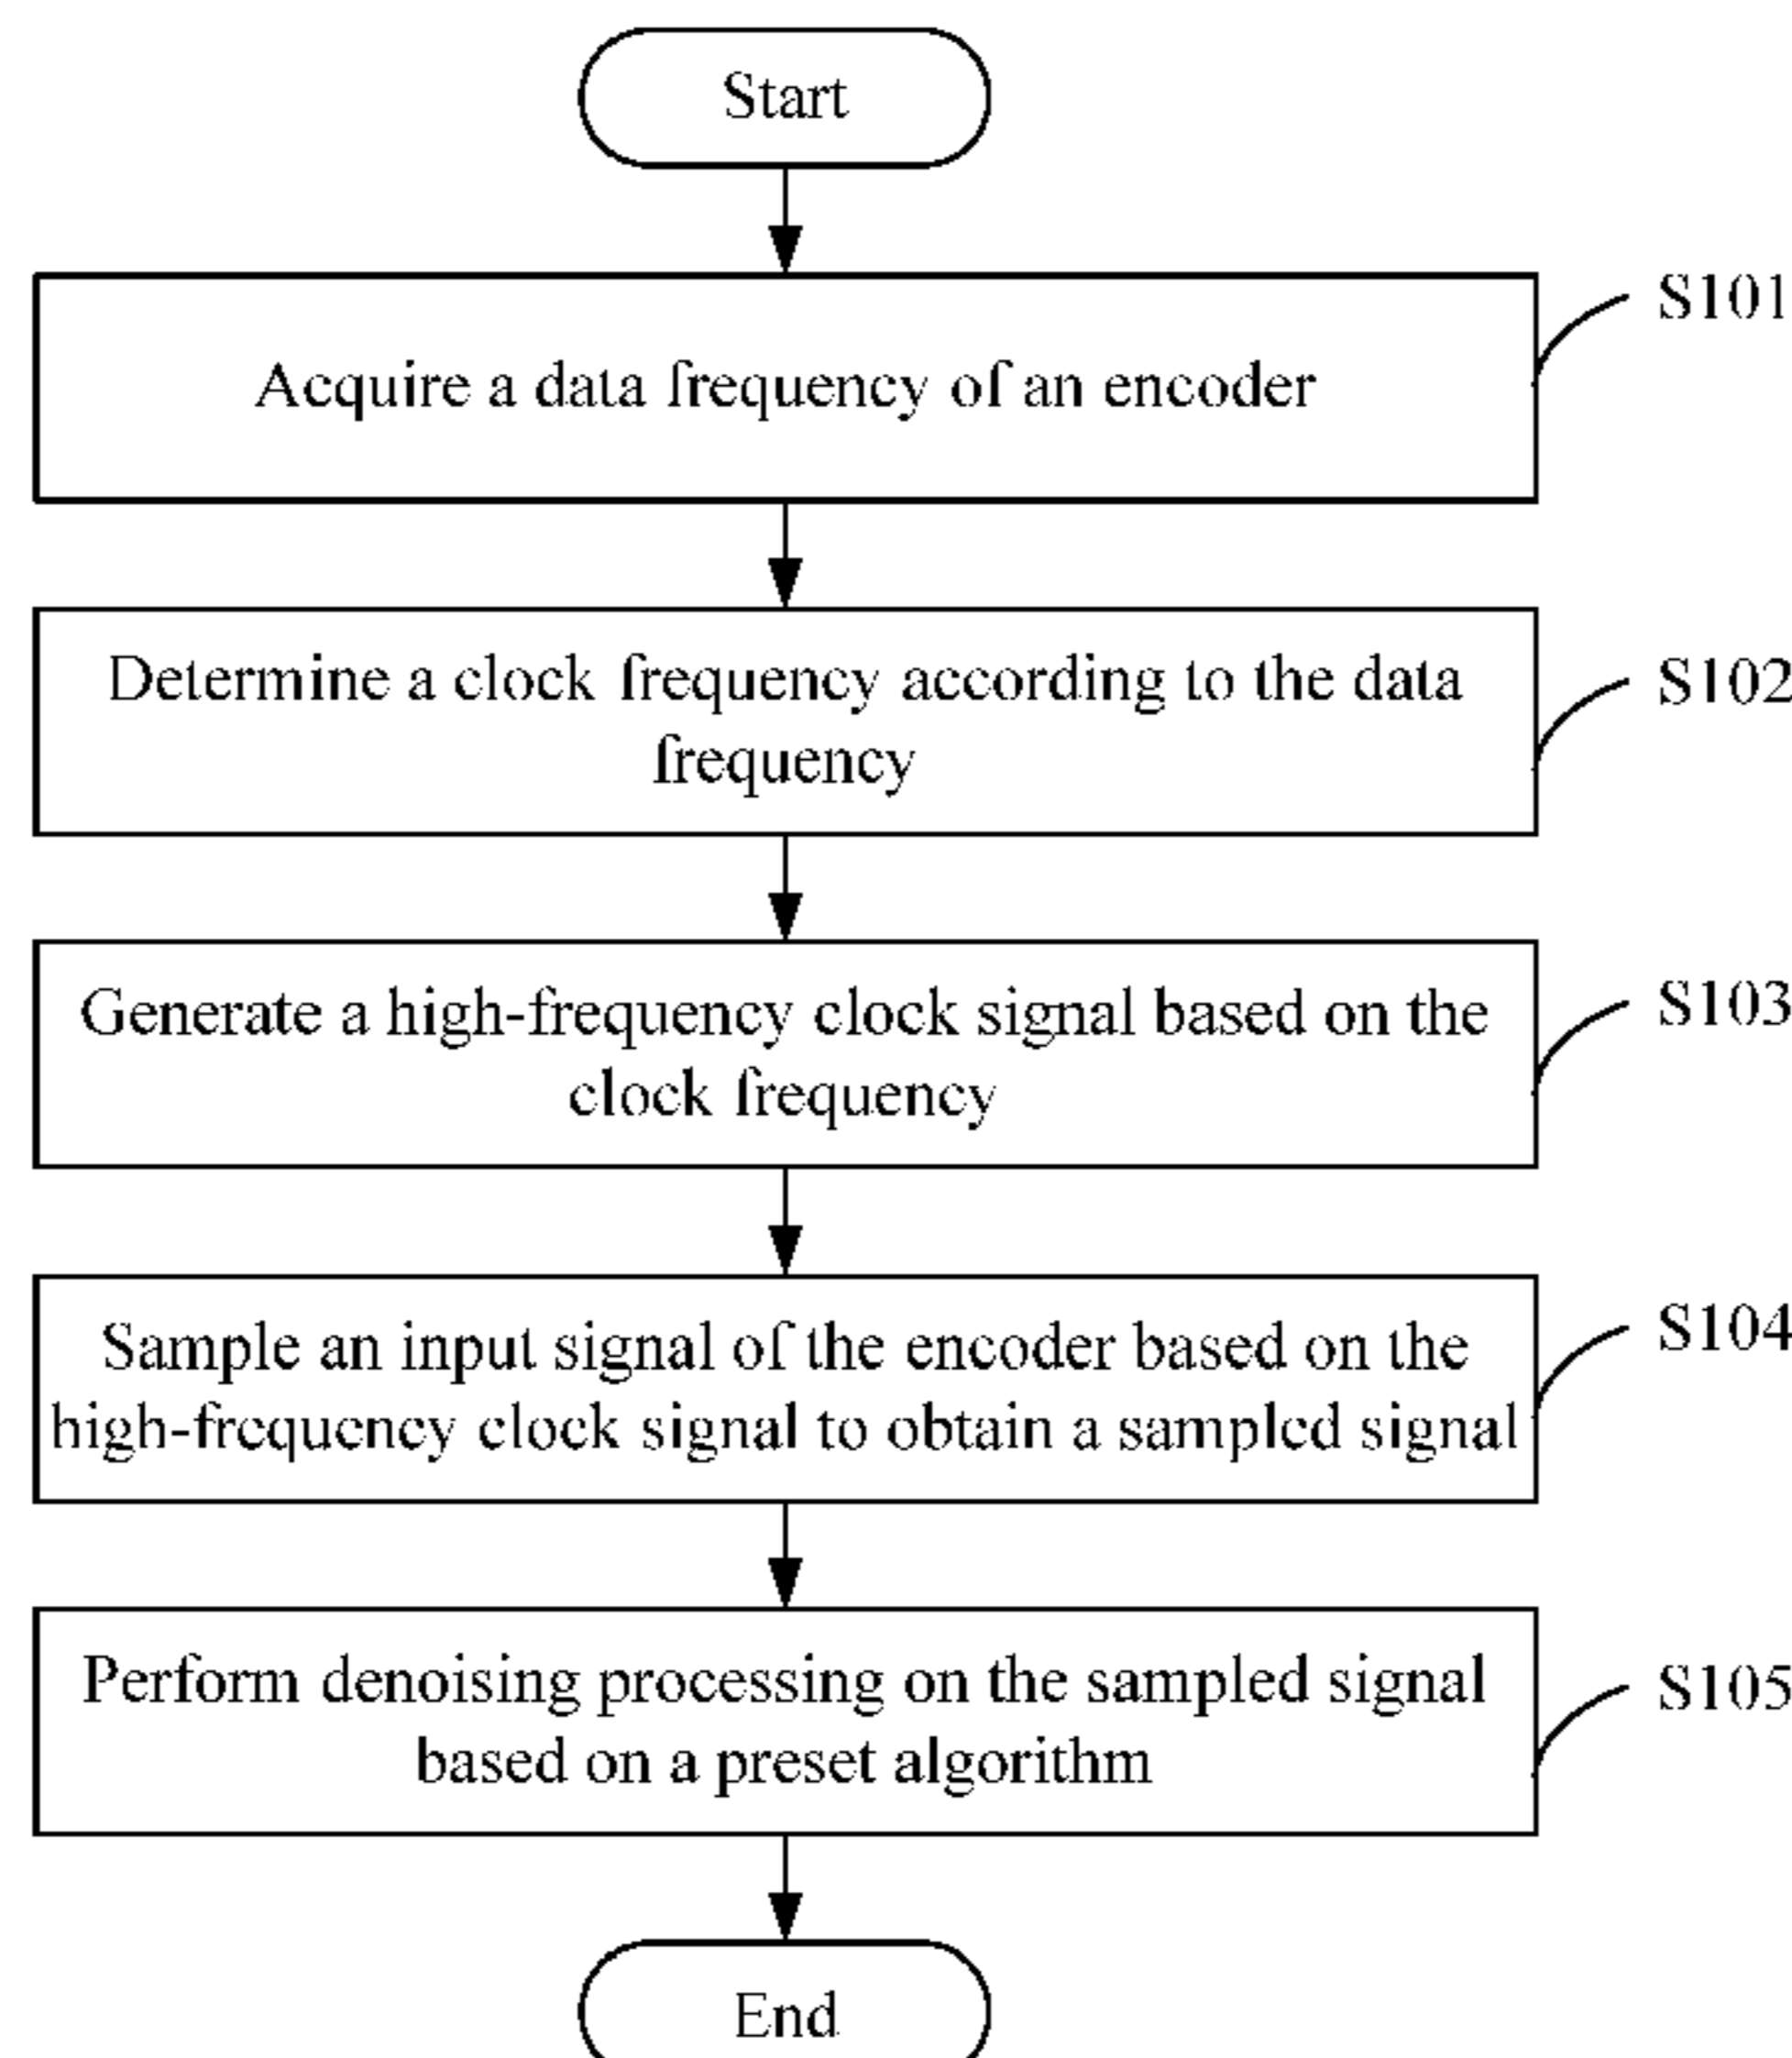 Start
Acquire a data frequency of an encoder
S101
Determine a clock frequency according to the data
frequency
S102
Generate a high-frequency clock signal based on the
clock frequency
S103
Sample an input signal of the encoder based on the
high-frequency clock signal to obtain a sampled signal
S104
Perform denoising processing on the sampled signal
based on a preset algorithm
S105
End